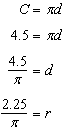 C = πd
4.5 = πd
4.5/π = d
2.25/π = r